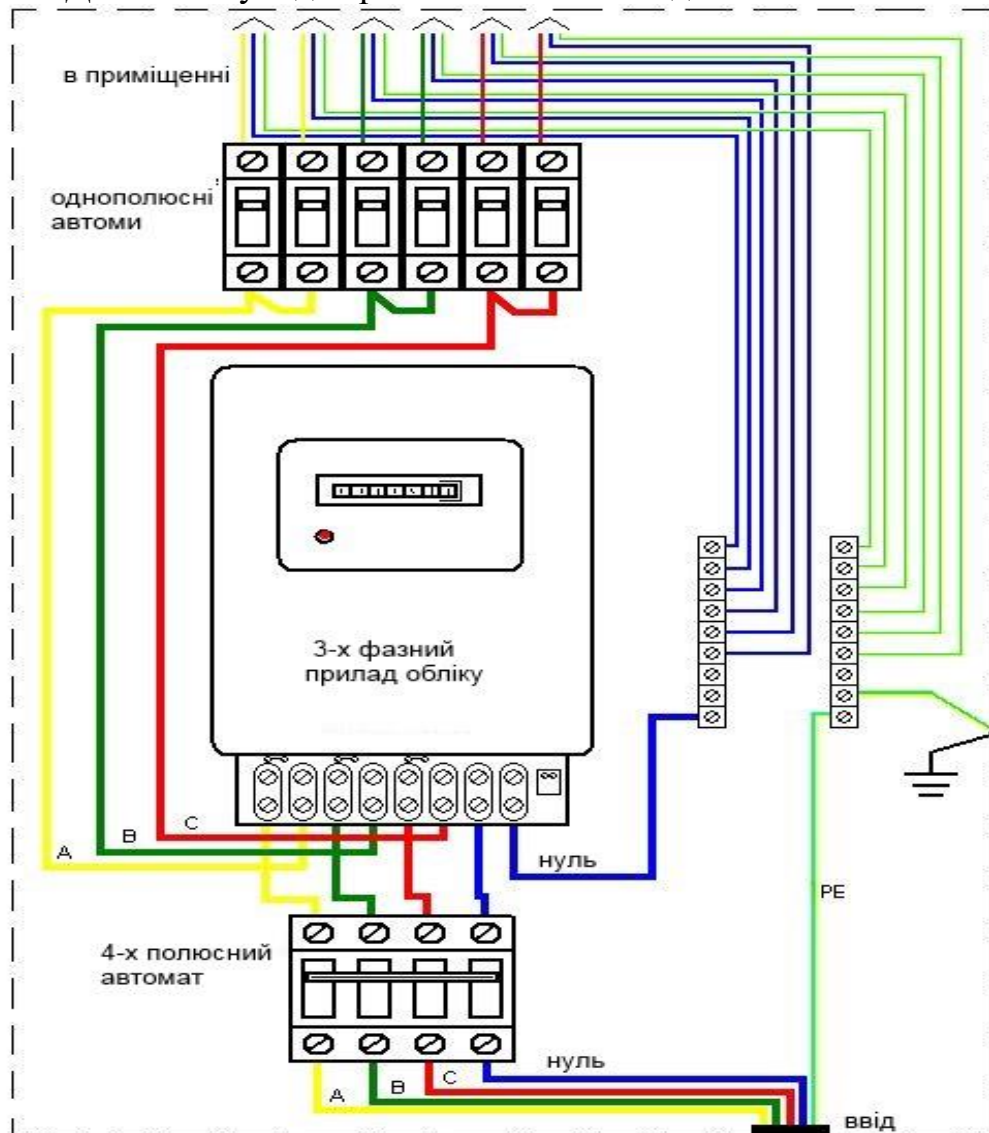 в приміщенні
однополюсні'
автоми
3-х фазний
прилад обліку
A
B
C
нуль
PE
4-х полюсний
автомат
A
B
C
нуль
ввід